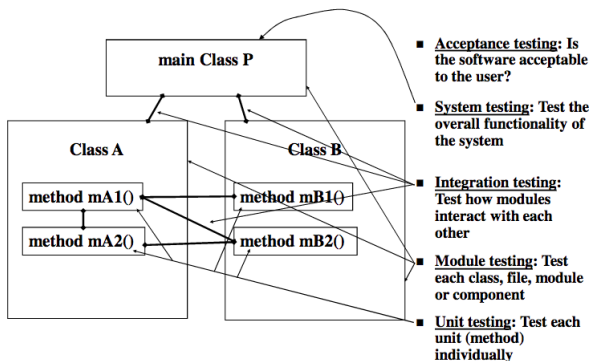 main Class P
Class A
Class B
method mA1()
method mB1()
method mA2()
method mB2()
Acceptance testing: Is
the software acceptable
to the user?
System testing: Test the
overall functionality of
the system
Integration testing:
Test how modules
interact with each
other
Module testing: Test
each class, file, module
or component
Unit testing: Test each
unit (method)
individually